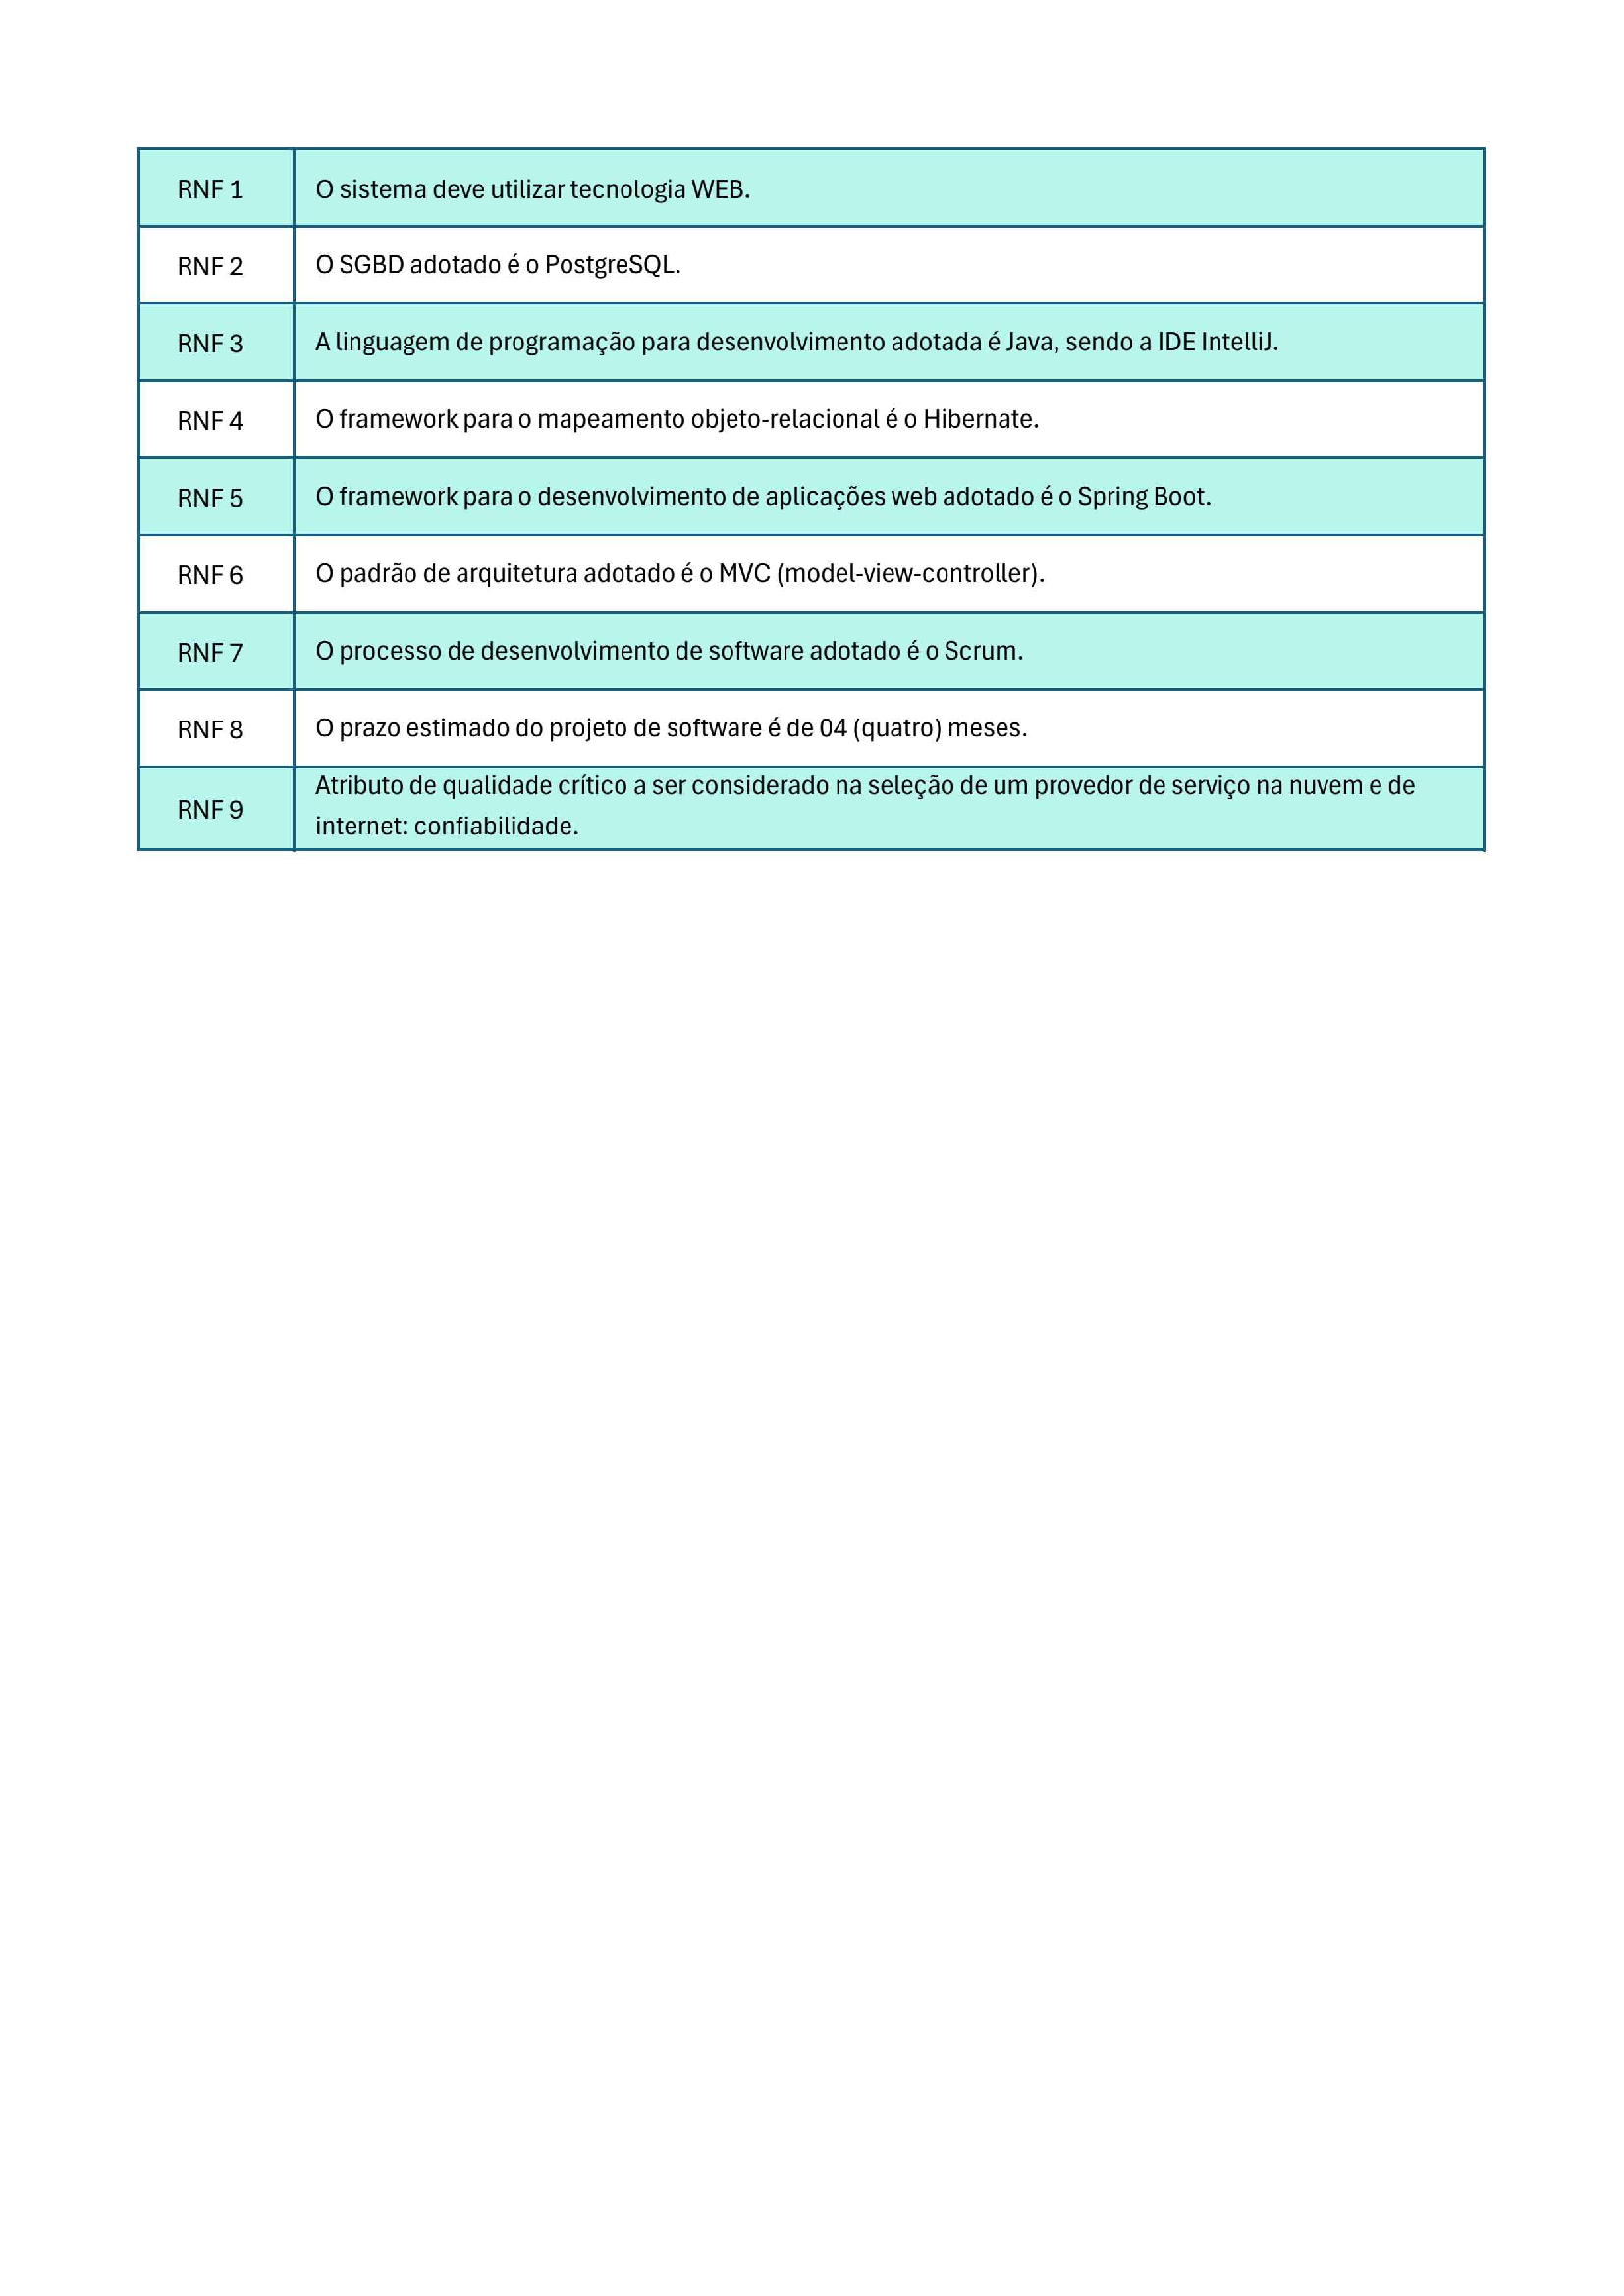 RNF 1 O sistema deve utilizar tecnologia WEB.
RNF 2 O SGBD adotado é o PostgreSQL.
RNF 3 A linguagem de programação para desenvolvimento adotada é Java, sendo a IDE IntelliJ.
RNF 4 O framework para o mapeamento objeto-relacional é o Hibernate.
RNF 5 O framework para o desenvolvimento de aplicações web adotado é o Spring Boot.
RNF 6 O padrão de arquitetura adotado é o MVC (model-view-controller).
RNF 7 O processo de desenvolvimento de software adotado é o Scrum.
RNF 8 O prazo estimado do projeto de software é de 04 (quatro) meses.
RNF 9 Atributo de qualidade crítico a ser considerado na seleção de um provedor de serviço na nuvem e de
internet: confiabilidade.